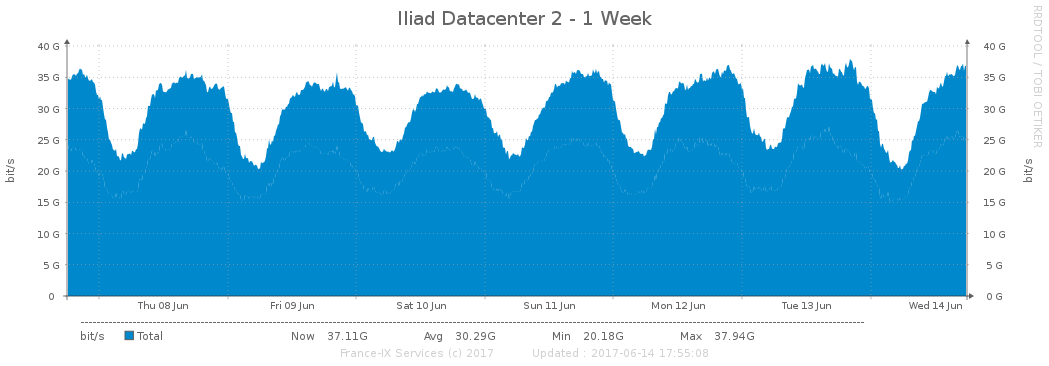 Iliad Datacenter 2 - 1 Week
RRDTOOL / TOBI OETIKER
40 G 40 G
35 G 35 G
30 G 30 G
25 G 25 G
20 G 20 G
15 G 15 G
10 G 10 G
5 G 5 G
0 0 G
bit/s bit/s
Thu 08 Jun Fri 09 Jun Sat 10 Jun Sun 11 Jun Mon 12 Jun Tue 13 Jun Wed 14 Jun
bit/s Total Now 37.11G Avg 30.29G Min 20.18G Max 37.94G
France-IX Services (c) 2017 Updated : 2017-06-14 17:55:08